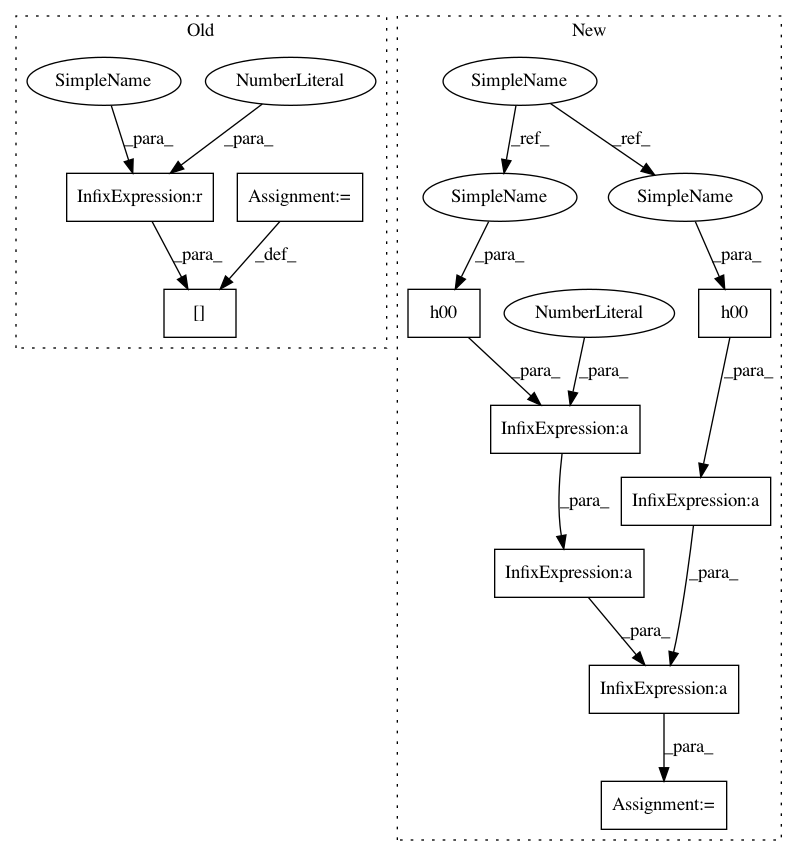 Old
New
SimpleName
NumberLiteral
SimpleName
_para_
_para_
_ref_
_ref_
InfixExpression:r
Assignment:=
SimpleName
SimpleName
_para_
_def_
_para_
_para_
[]
h00
NumberLiteral
h00
_para_
_para_
_para_
InfixExpression:a
InfixExpression:a
_para_
InfixExpression:a
_para_
_para_
InfixExpression:a
_para_
Assignment:=